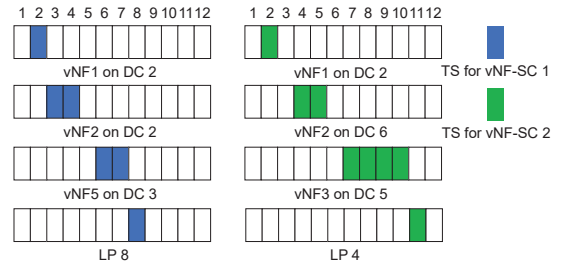 1 2 3 4 5 6 7 8 9 10 11 12 1 2 3 4 5 6 7 8 9 10 11 12
vNF1 on DC 2 vNF1 on DC 2 TS for vNF-SC 1
vNF2 on DC 2 vNF2 on DC 6 TS for vNF-SC 2
vNF5 on DC 3 vNF3 on DC 5
LP 8 LP 4